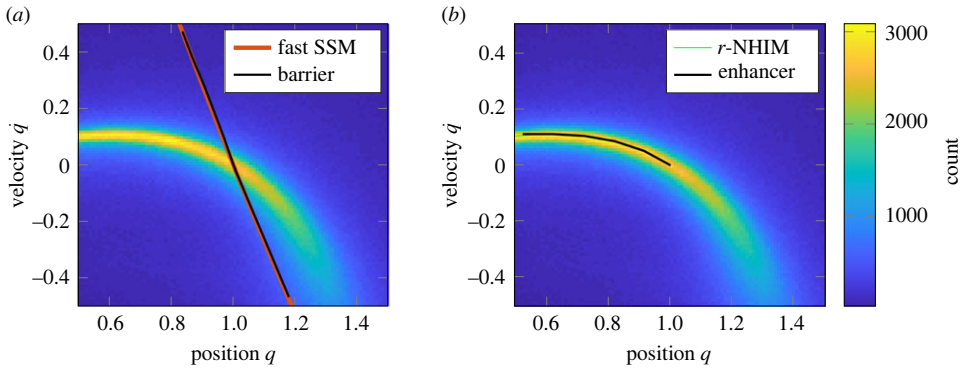 (a)
0.4
0.2
0
−0.2
−0.4
velocity q̇
fast SSM
barrier
0.6
0.8
1.0
1.2
1.4
position q
(b)
0.4
0.2
0
−0.2
−0.4
velocity q̇
r-NHIM
enhancer
0.6
0.8
1.0
1.2
1.4
position q
3000
2000
1000
count